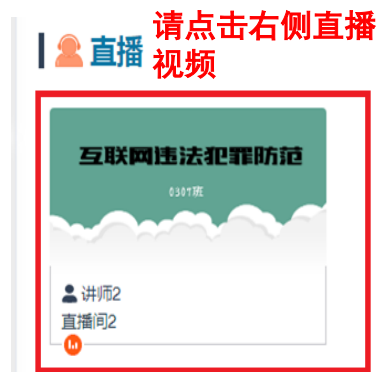 请点击右侧直播
视频
直播
互联网违法犯罪防范
0307班
讲师2
直播间2